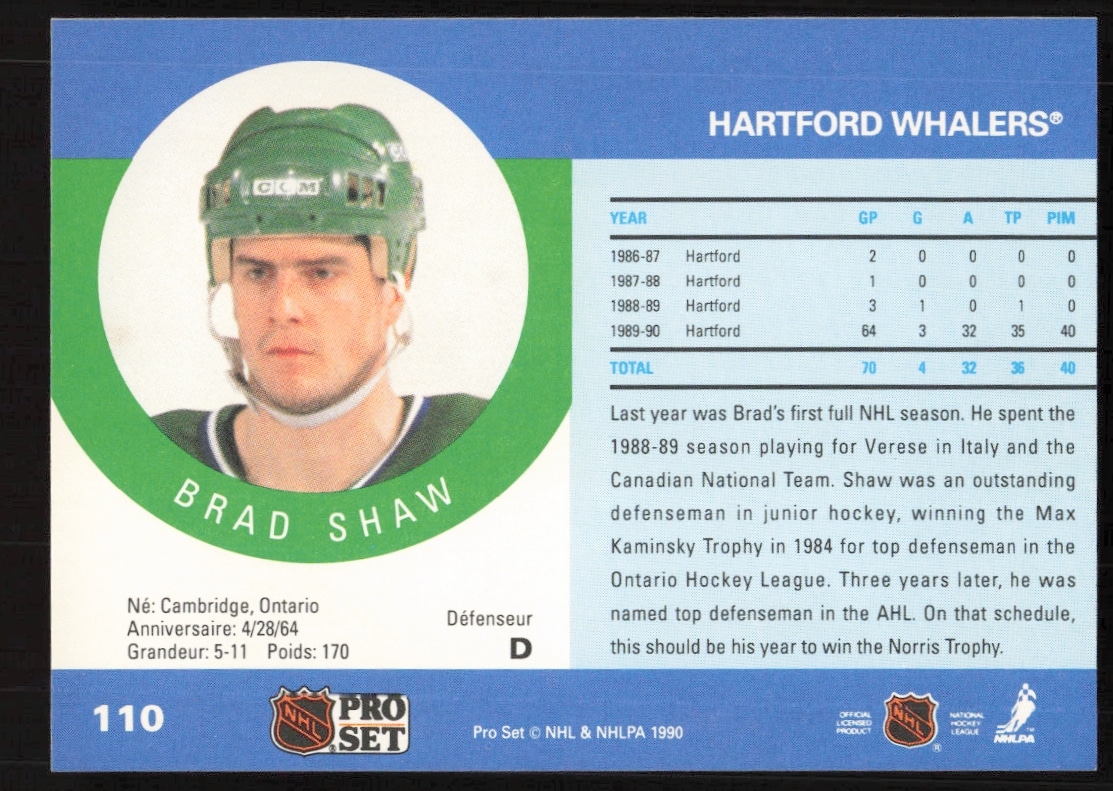 HARTFORD WHALERS®
CCM
YEAR GP G A TP PIM
1986-87 Hartford 2 0 0 0 0
1987-88 Hartford 1 0 0 0 0
1988-89 Hartford 3 1 0 1 0
1989-90 Hartford 64 3 32 35 40
TOTAL 70 4 32 36 40
BRAD SHAW
Last year was Brad's first full NHL season. He spent the
1988-89 season playing for Verese in Italy and the
Canadian National Team. Shaw was an outstanding
defenseman in junior hockey, winning the Max
Kaminsky Trophy in 1984 for top defenseman in the
Ontario Hockey League. Three years later, he was
named top defenseman in the AHL. On that schedule,
this should be his year to win the Norris Trophy.
Né: Cambridge, Ontario
Anniversaire: 4/28/64
Grandeur: 5-11 Poids: 170
Défenseur
D
110
NHL
PRO
SET
Pro Set © NHL & NHLPA 1990
OFFICIAL
LICENSED
PRODUCT
NHL
®
NATIONAL
HOCKEY
LEAGUE
NHLPA
™